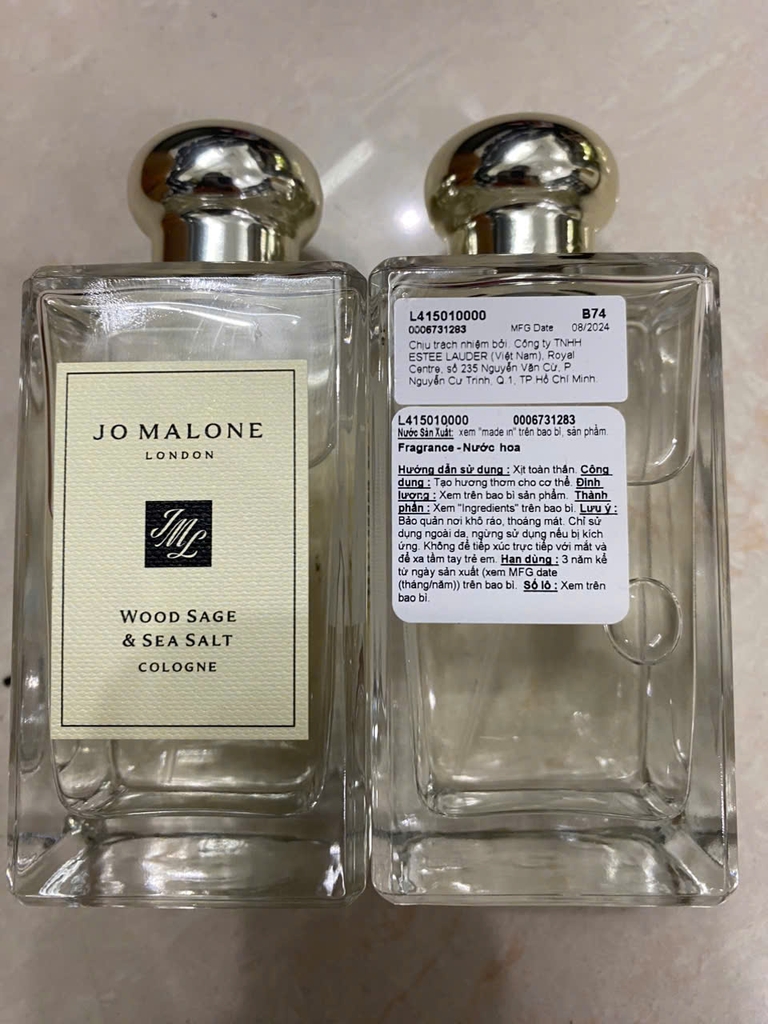 JO MALONE
LONDON
JML
WOOD SAGE
& SEA SALT
COLOGNE
L415010000 B74
0006731283 MFG Date 08/2024
Chịu trách nhiệm bởi: Công ty TNHH
ESTEE LAUDER (Việt Nam), Royal
Centre, số 235 Nguyễn Văn Cừ, P
Nguyễn Cư Trinh, Q 1, TP Hồ Chí Minh.
L415010000 0006731283
Nước Sản Xuất: xem "made in" trên bao bì, sản phẩm.
Fragrance - Nước hoa
Hướng dẫn sử dụng : Xịt toàn thân. Công
dụng : Tạo hương thơm cho cơ thể. Định
lượng : Xem trên bao bì sản phẩm. Thành
phần : Xem "Ingredients" trên bao bì. Lưu ý :
Bảo quản nơi khô ráo, thoáng mát. Chỉ sử
dụng ngoài da, ngừng sử dụng nếu bị kích
ứng. Không để tiếp xúc trực tiếp với mắt và
để xa tầm tay trẻ em. Hạn dùng : 3 năm kể
từ ngày sản xuất (xem MFG date
(tháng/năm)) trên bao bì. Số lô : Xem trên
bao bì.